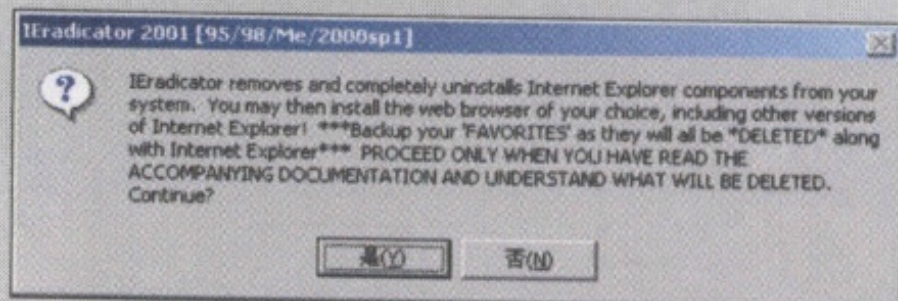 IEradicator 2001 [95/98/Me/2000sp1]
IEradicator removes and completely uninstalls Internet Explorer components from your
system. You may then install the web browser of your choice, including other versions
of Internet Explorer! ***Backup your 'FAVORITES' as they will all be *DELETED* along
with Internet Explorer*** PROCEED ONLY WHEN YOU HAVE READ THE
ACCOMPANYING DOCUMENTATION AND UNDERSTAND WHAT WILL BE DELETED.
Continue?
是(Y)
否(N)